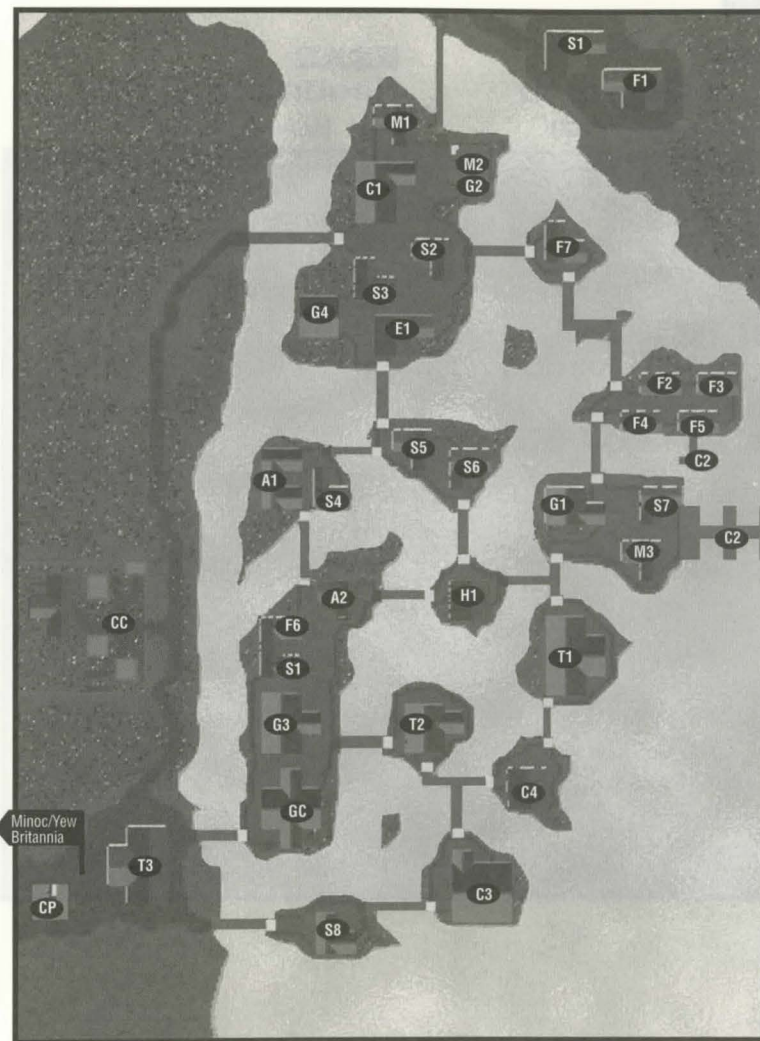 S1
F1
M1
M2
C1
G2
S2
F7
S3
G4
E1
F2
F3
F4
F5
S5
C2
S6
A1
S4
G1
S7
C2
M3
A2
H1
CC
F6
T1
S1
G3
T2
C4
GC
Minoc/Yew
Britannia
T3
C3
CP
S8